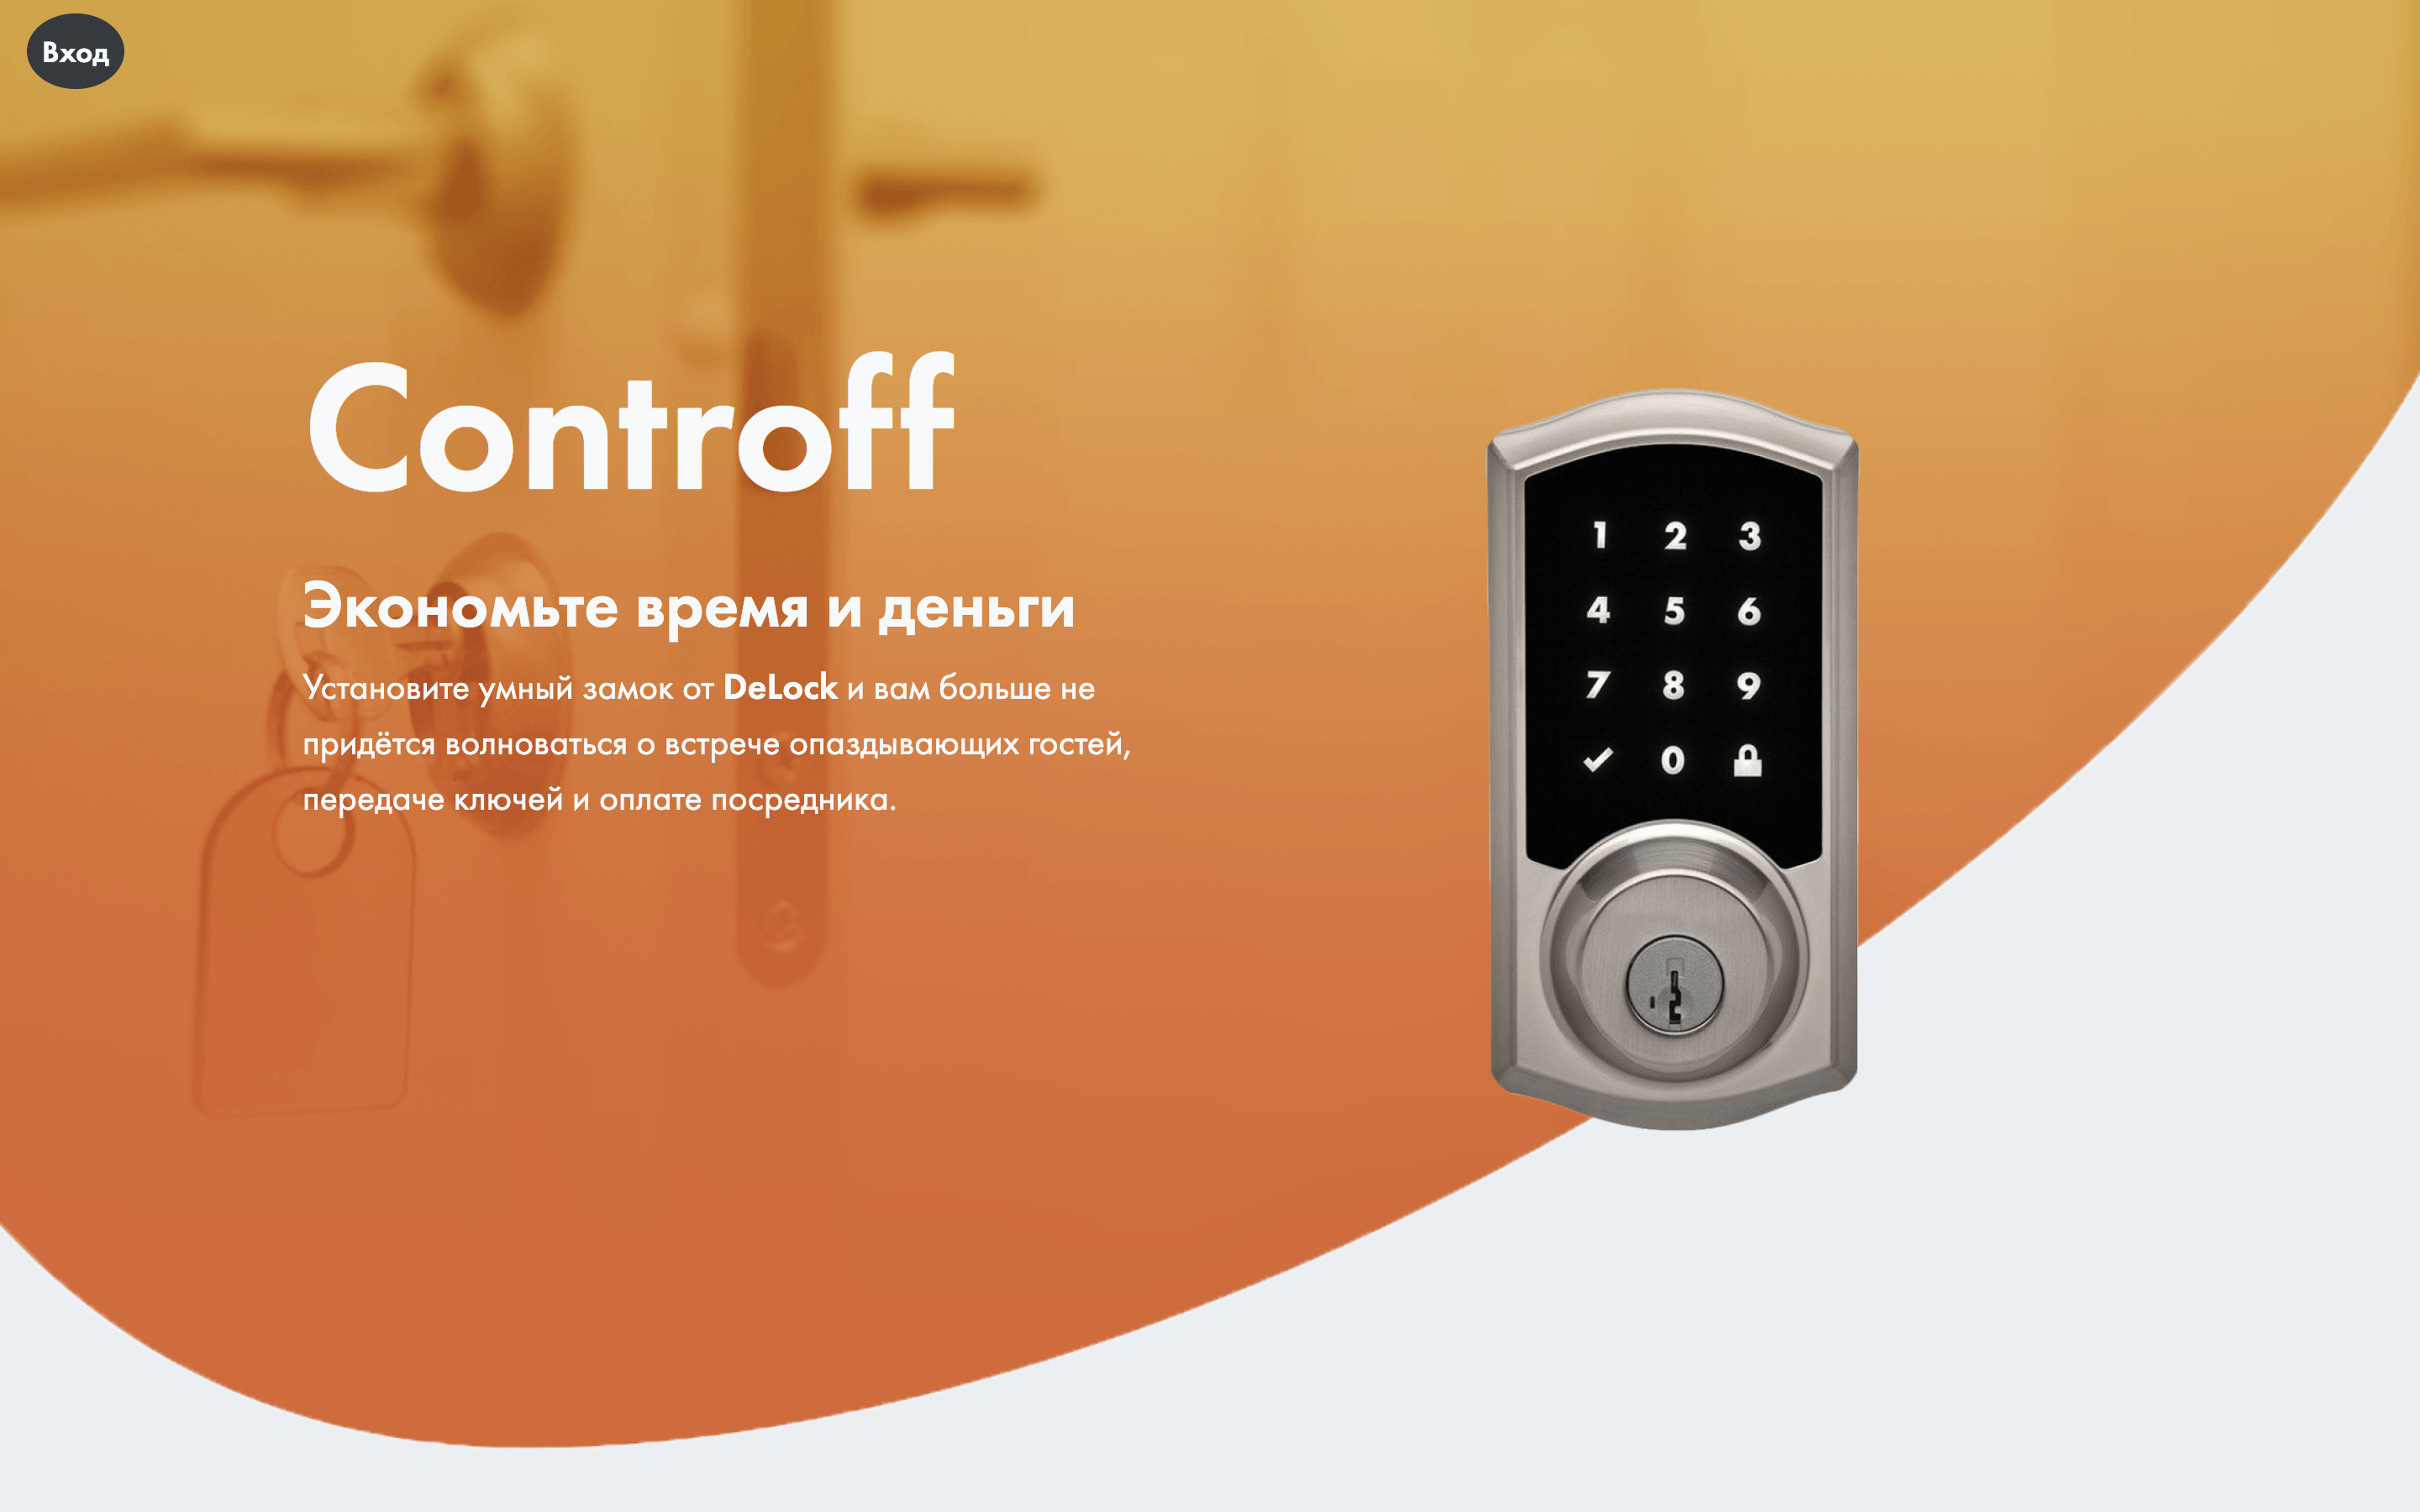 Вход
Controff
Экономьте время и деньги
Установите умный замок от DeLock и вам больше не
придётся волноваться о встрече опаздывающих гостей,
передаче ключей и оплате посредника.
1 2 3
4 5 6
7 8 9
0